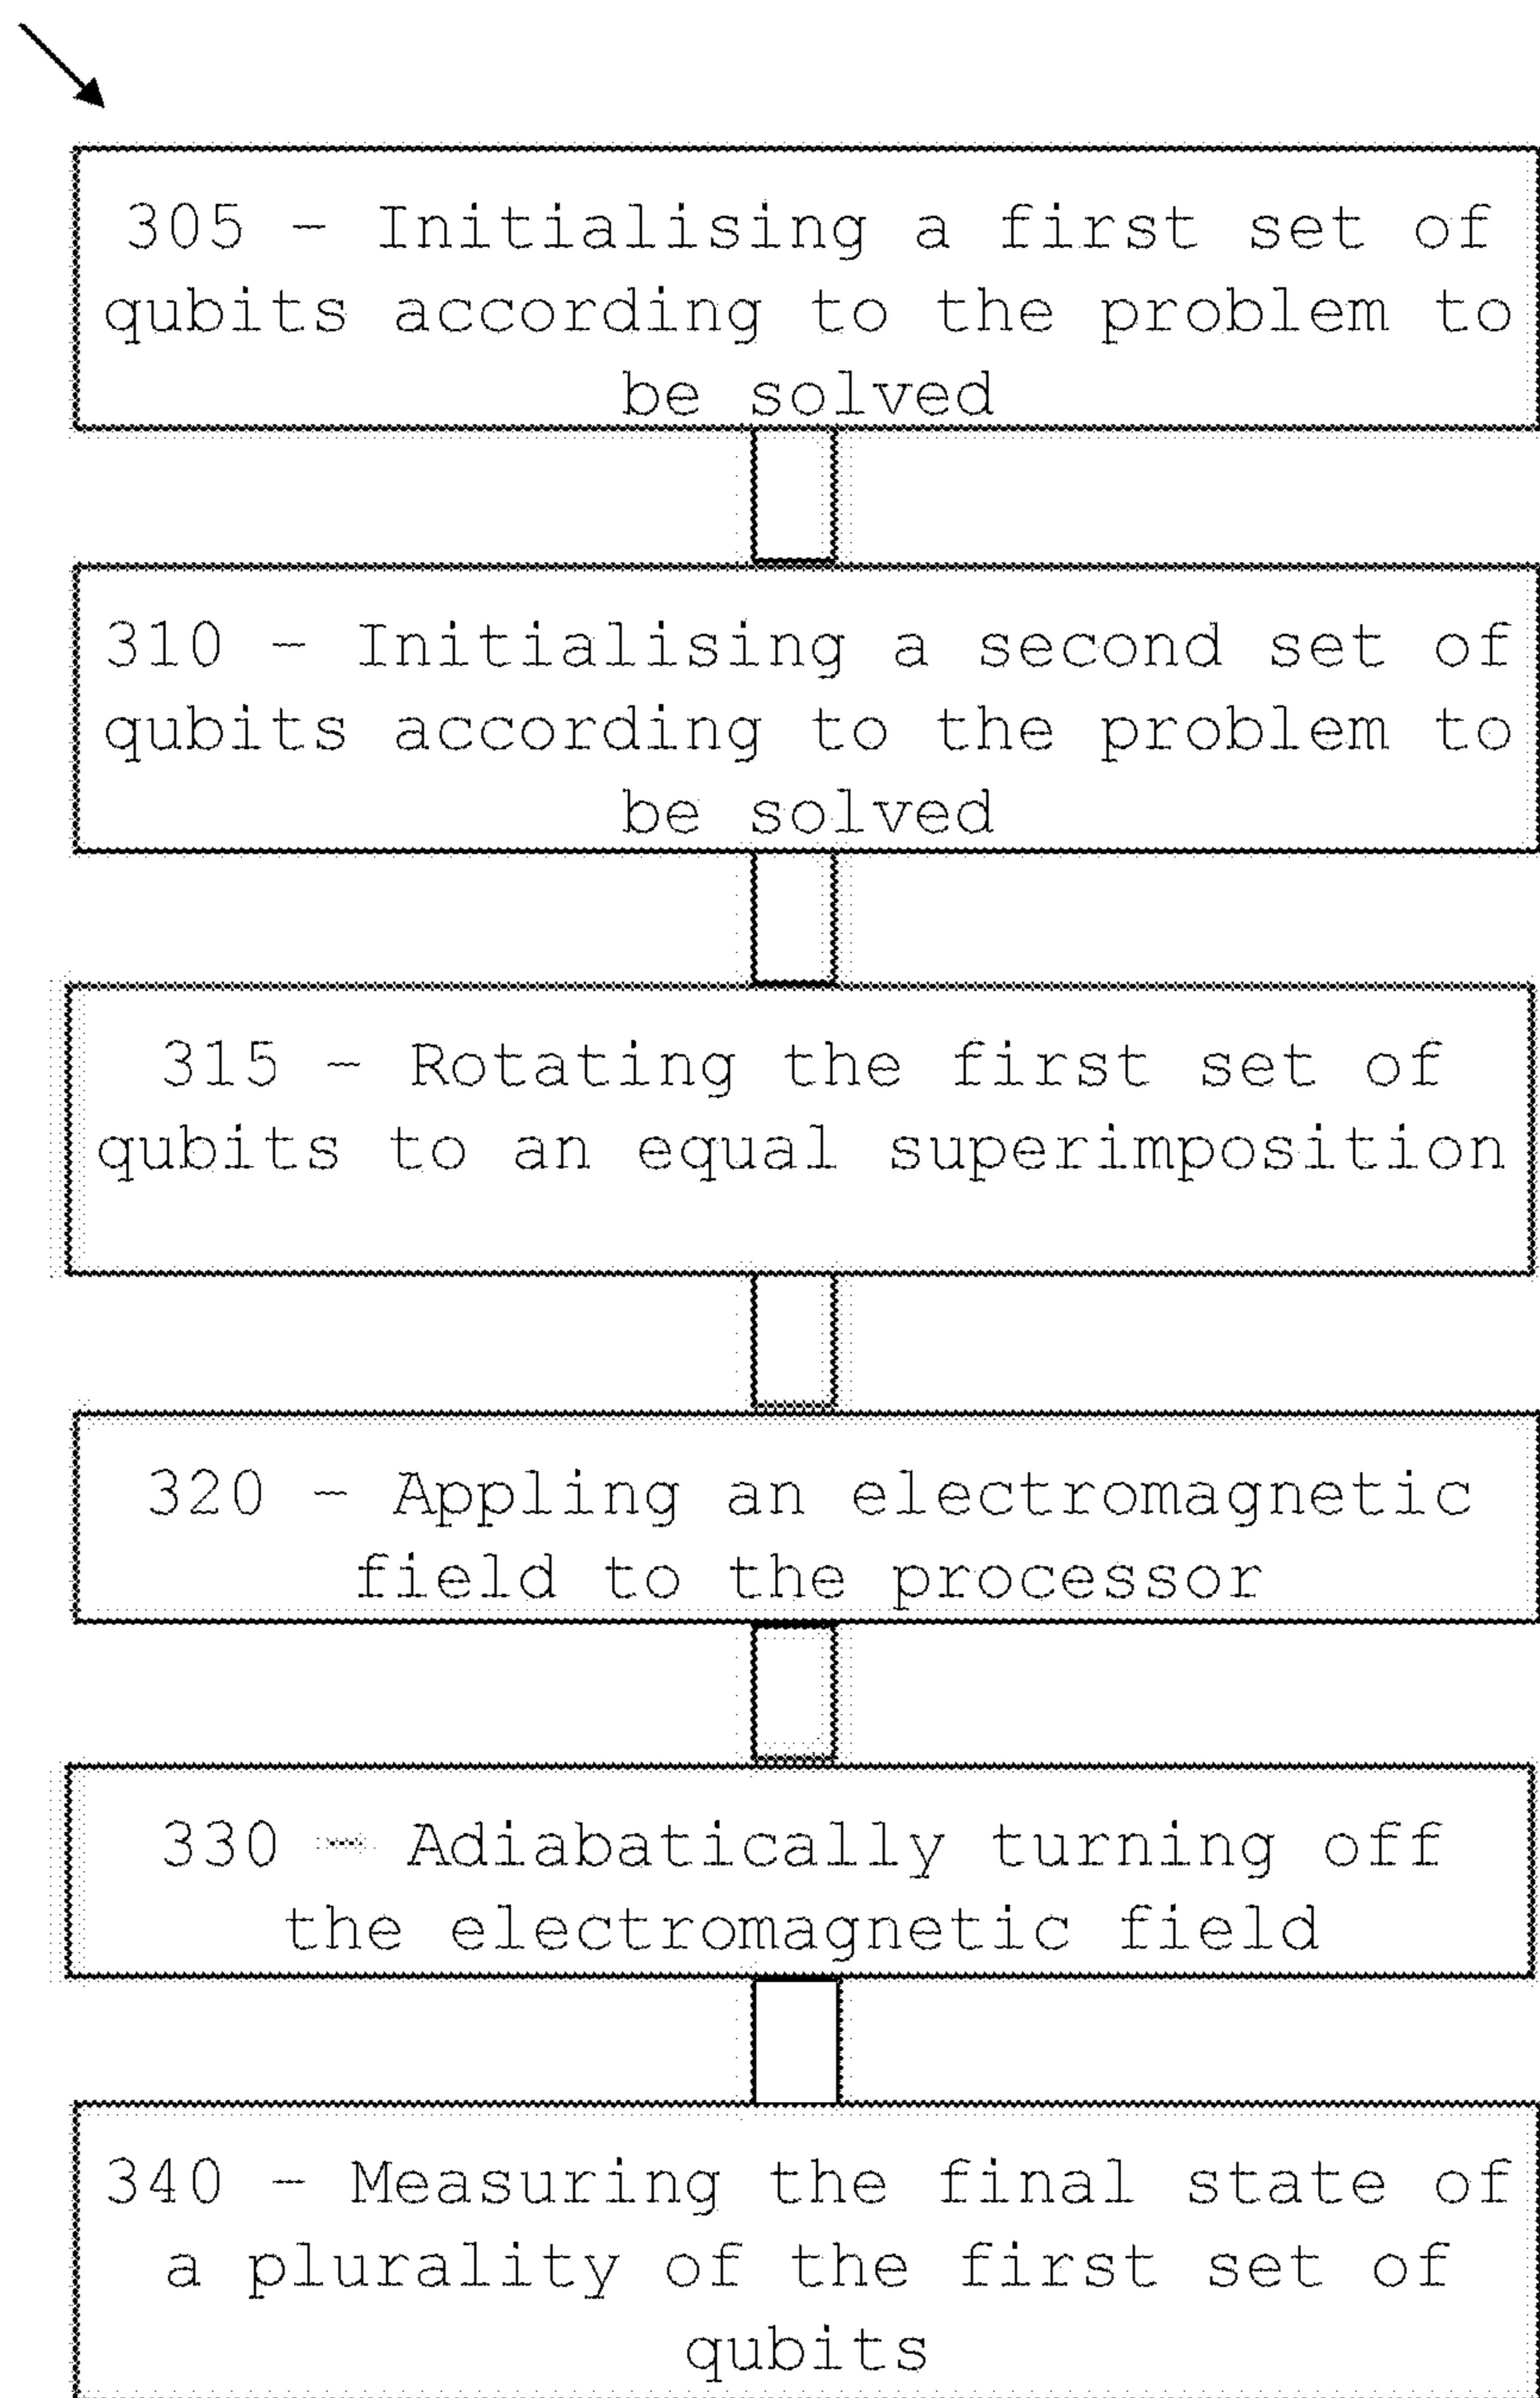 305 - Initialising a first set of
qubits according to the problem to
be solved
310 - Initialising a second set of
qubits according to the problem to
be solved
315 - Rotating the first set of
qubits to an equal superimposition
320 - Appling an electromagnetic
field to the processor
330 - Adiabatically turning off
the electromagnetic field
340 - Measuring the final state of
a plurality of the first set of
qubits